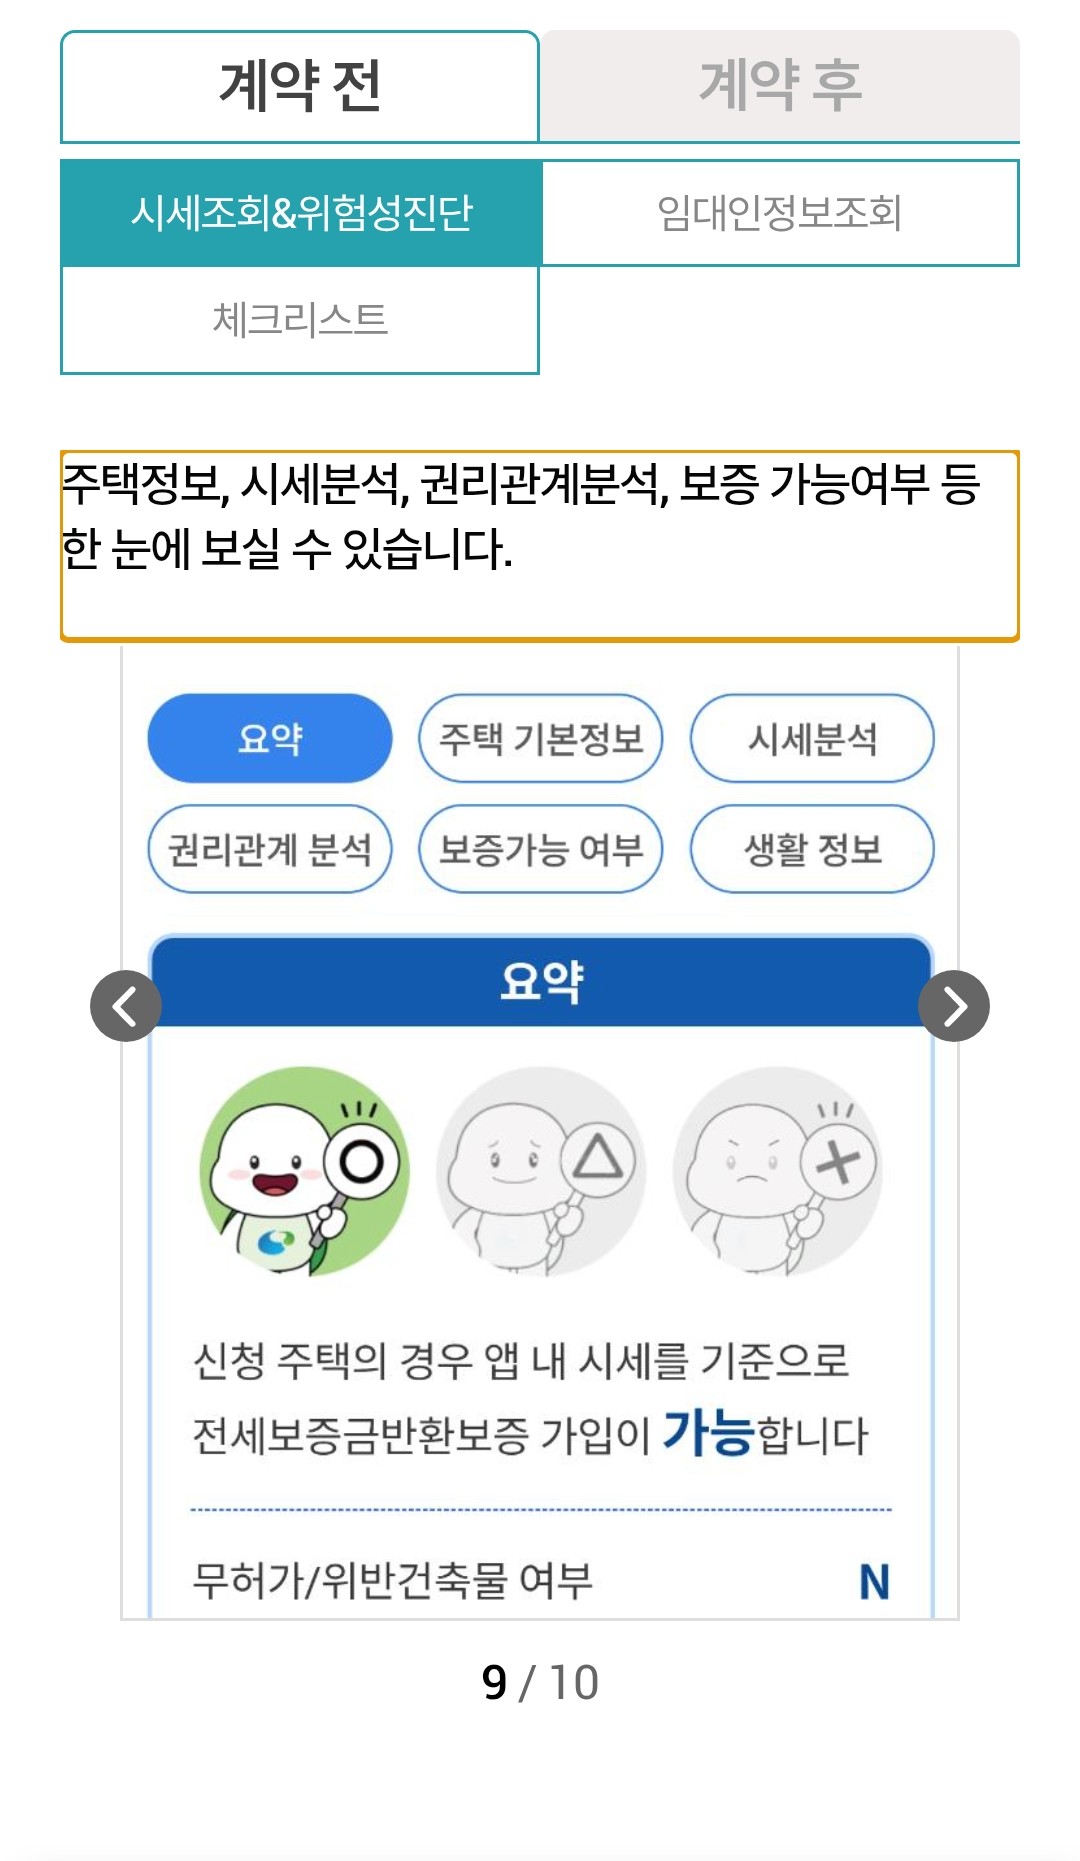 계약 전
계약 후
시세조회&위험성진단
임대인정보조회
체크리스트
주택정보, 시세분석, 권리관계분석, 보증 가능여부 등
한 눈에 보실 수 있습니다.
요약
주택 기본정보
시세분석
권리관계 분석
보증가능 여부
생활 정보
요약
신청 주택의 경우 앱 내 시세를 기준으로
전세보증금반환보증 가입이 가능합니다
무허가/위반건축물 여부 N
9 / 10